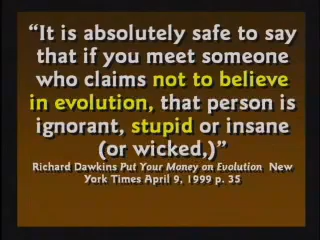 “It is absolutely safe to say
that if you meet someone
who claims not to believe
in evolution, that person is
ignorant, stupid or insane
(or wicked,)”
Richard Dawkins Put Your Money on Evolution New
York Times April 9, 1999 p. 35